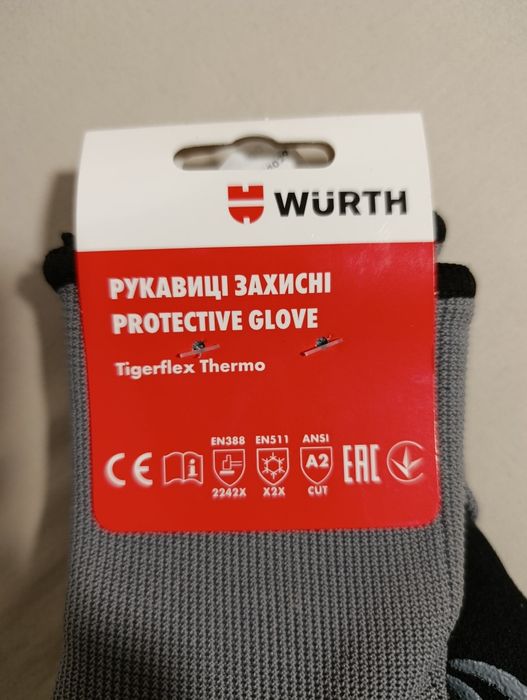 WÜRTH
РУКАВИЦІ ЗАХИСНІ
PROTECTIVE GLOVE
Tigerflex Thermo
EN388 EN511 ANSI
CE i A2 EAC
2242X X2X CUT